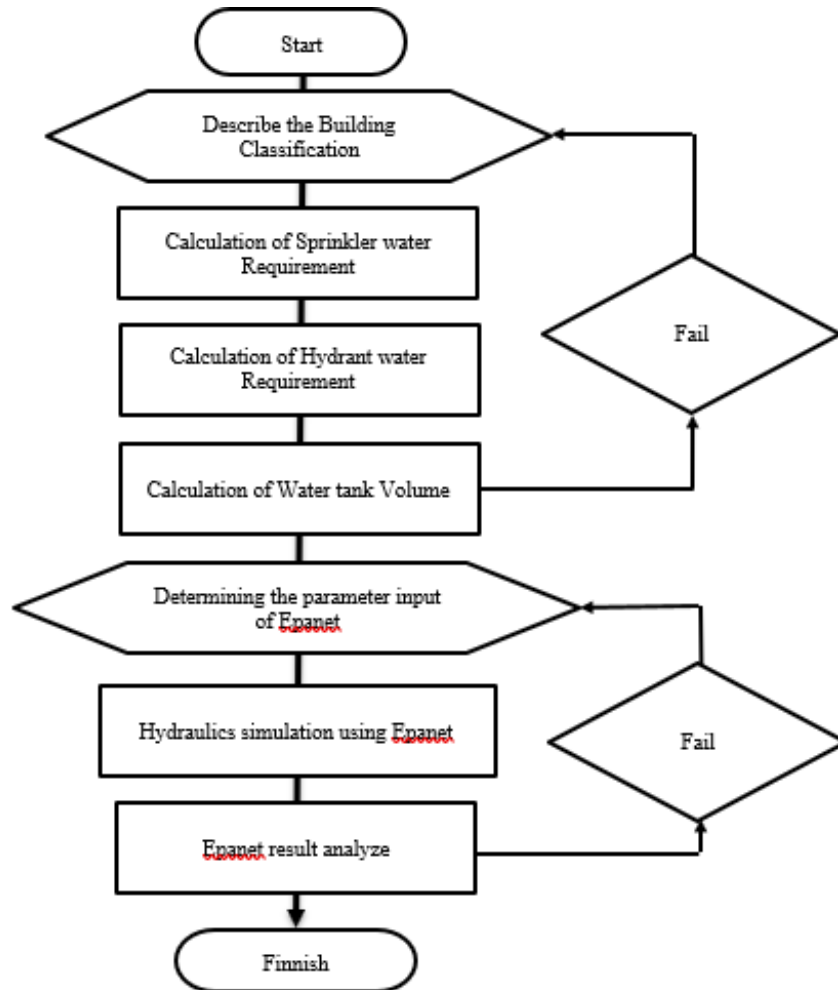 Start
Describe the Building
Classification
Calculation of Sprinkler water
Requirement
Calculation of Hydrant water
Requirement
Fail
Calculation of Water tank Volume
Determining the parameter input
of Epanet
Hydraulics simulation using Epanet
Fail
Epanet result analyze
Finnish